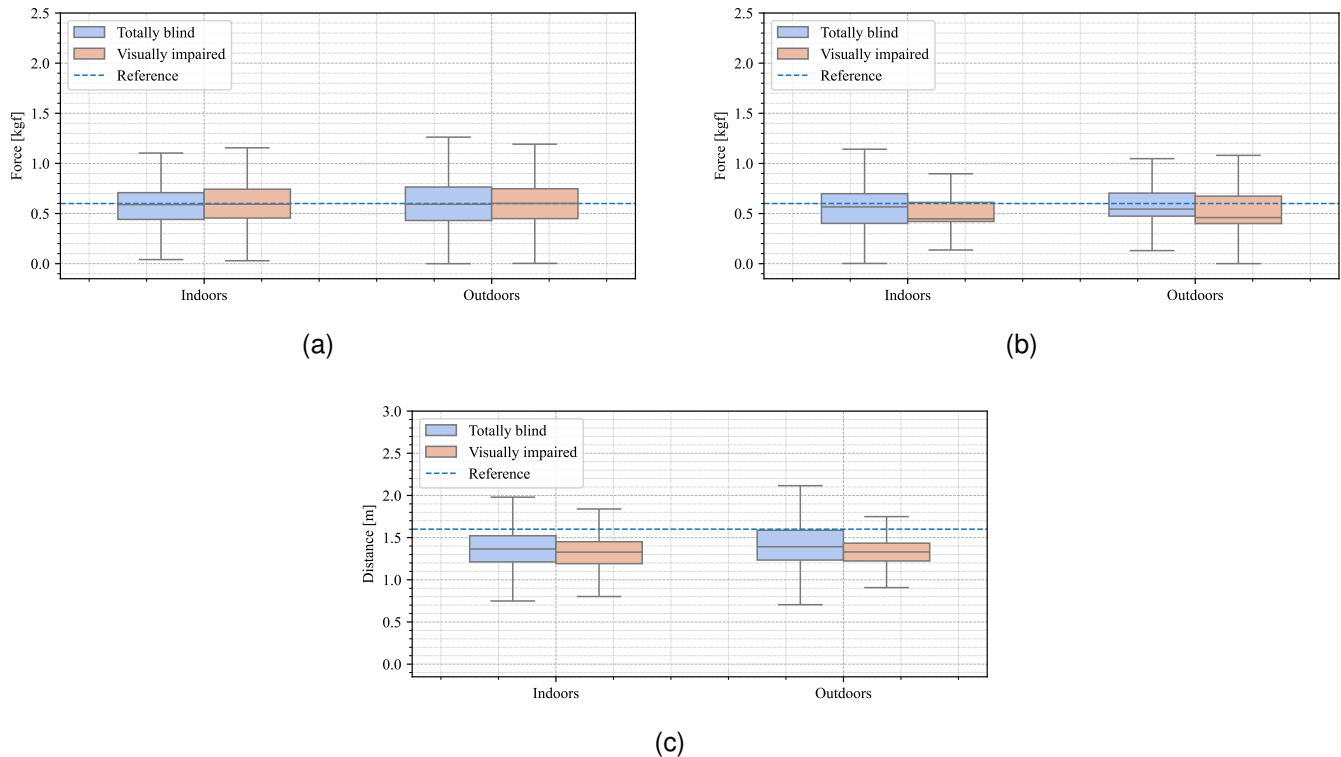 2.5
2.0
1.5
1.0
0.5
0.0
Force [kgf]
Totally blind
Visually impaired
Reference
Indoors
Outdoors
(a)
2.5
2.0
1.5
1.0
0.5
0.0
Force [kgf]
Totally blind
Visually impaired
Reference
Indoors
Outdoors
(b)
3.0
2.5
2.0
1.5
1.0
0.5
0.0
Distance [m]
Totally blind
Visually impaired
Reference
Indoors
Outdoors
(c)